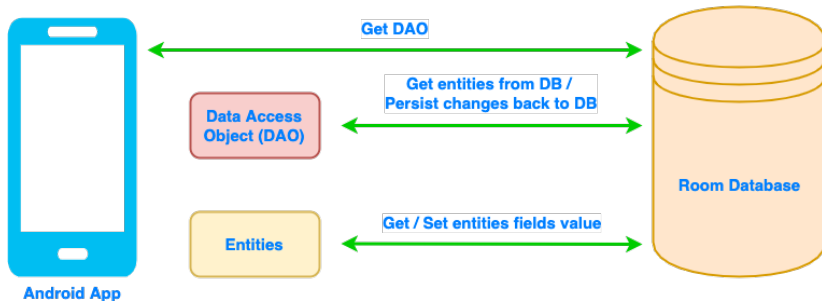 Get DAO
Get entities from DB /
Persist changes back to DB
Data Access
Object (DAO)
Room Database
Get / Set entities fields value
Entities
Android App